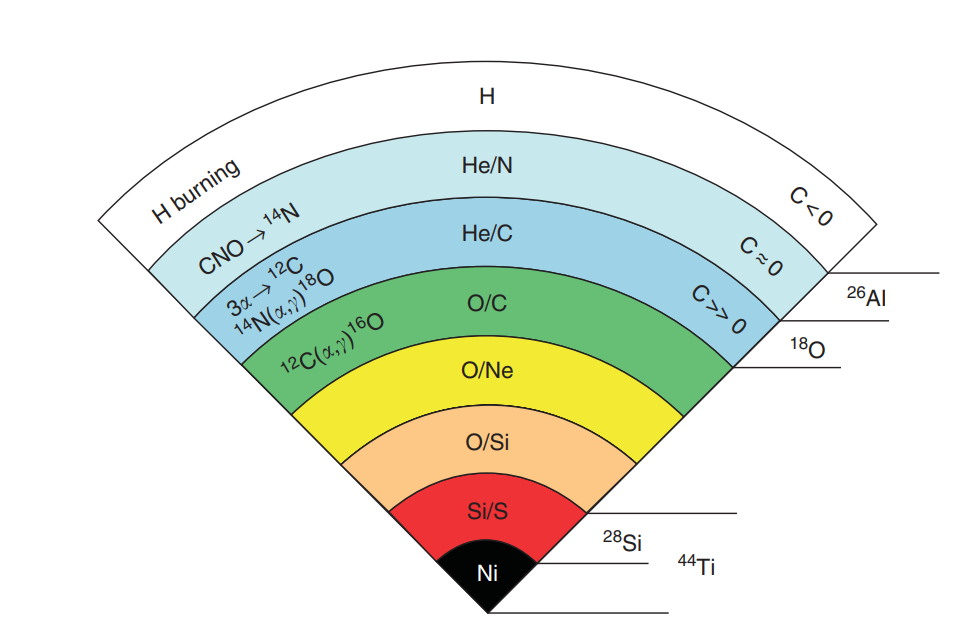 H
H burning
C < 0
He/N
CNO → ¹⁴N
C ≈ 0
He/C
3α → ¹²C
¹⁴N(α,γ)¹⁸O
C >> 0
²⁶Al
O/C
¹²C(α,γ)¹⁶O
¹⁸O
O/Ne
O/Si
Si/S
²⁸Si
⁴⁴Ti
Ni